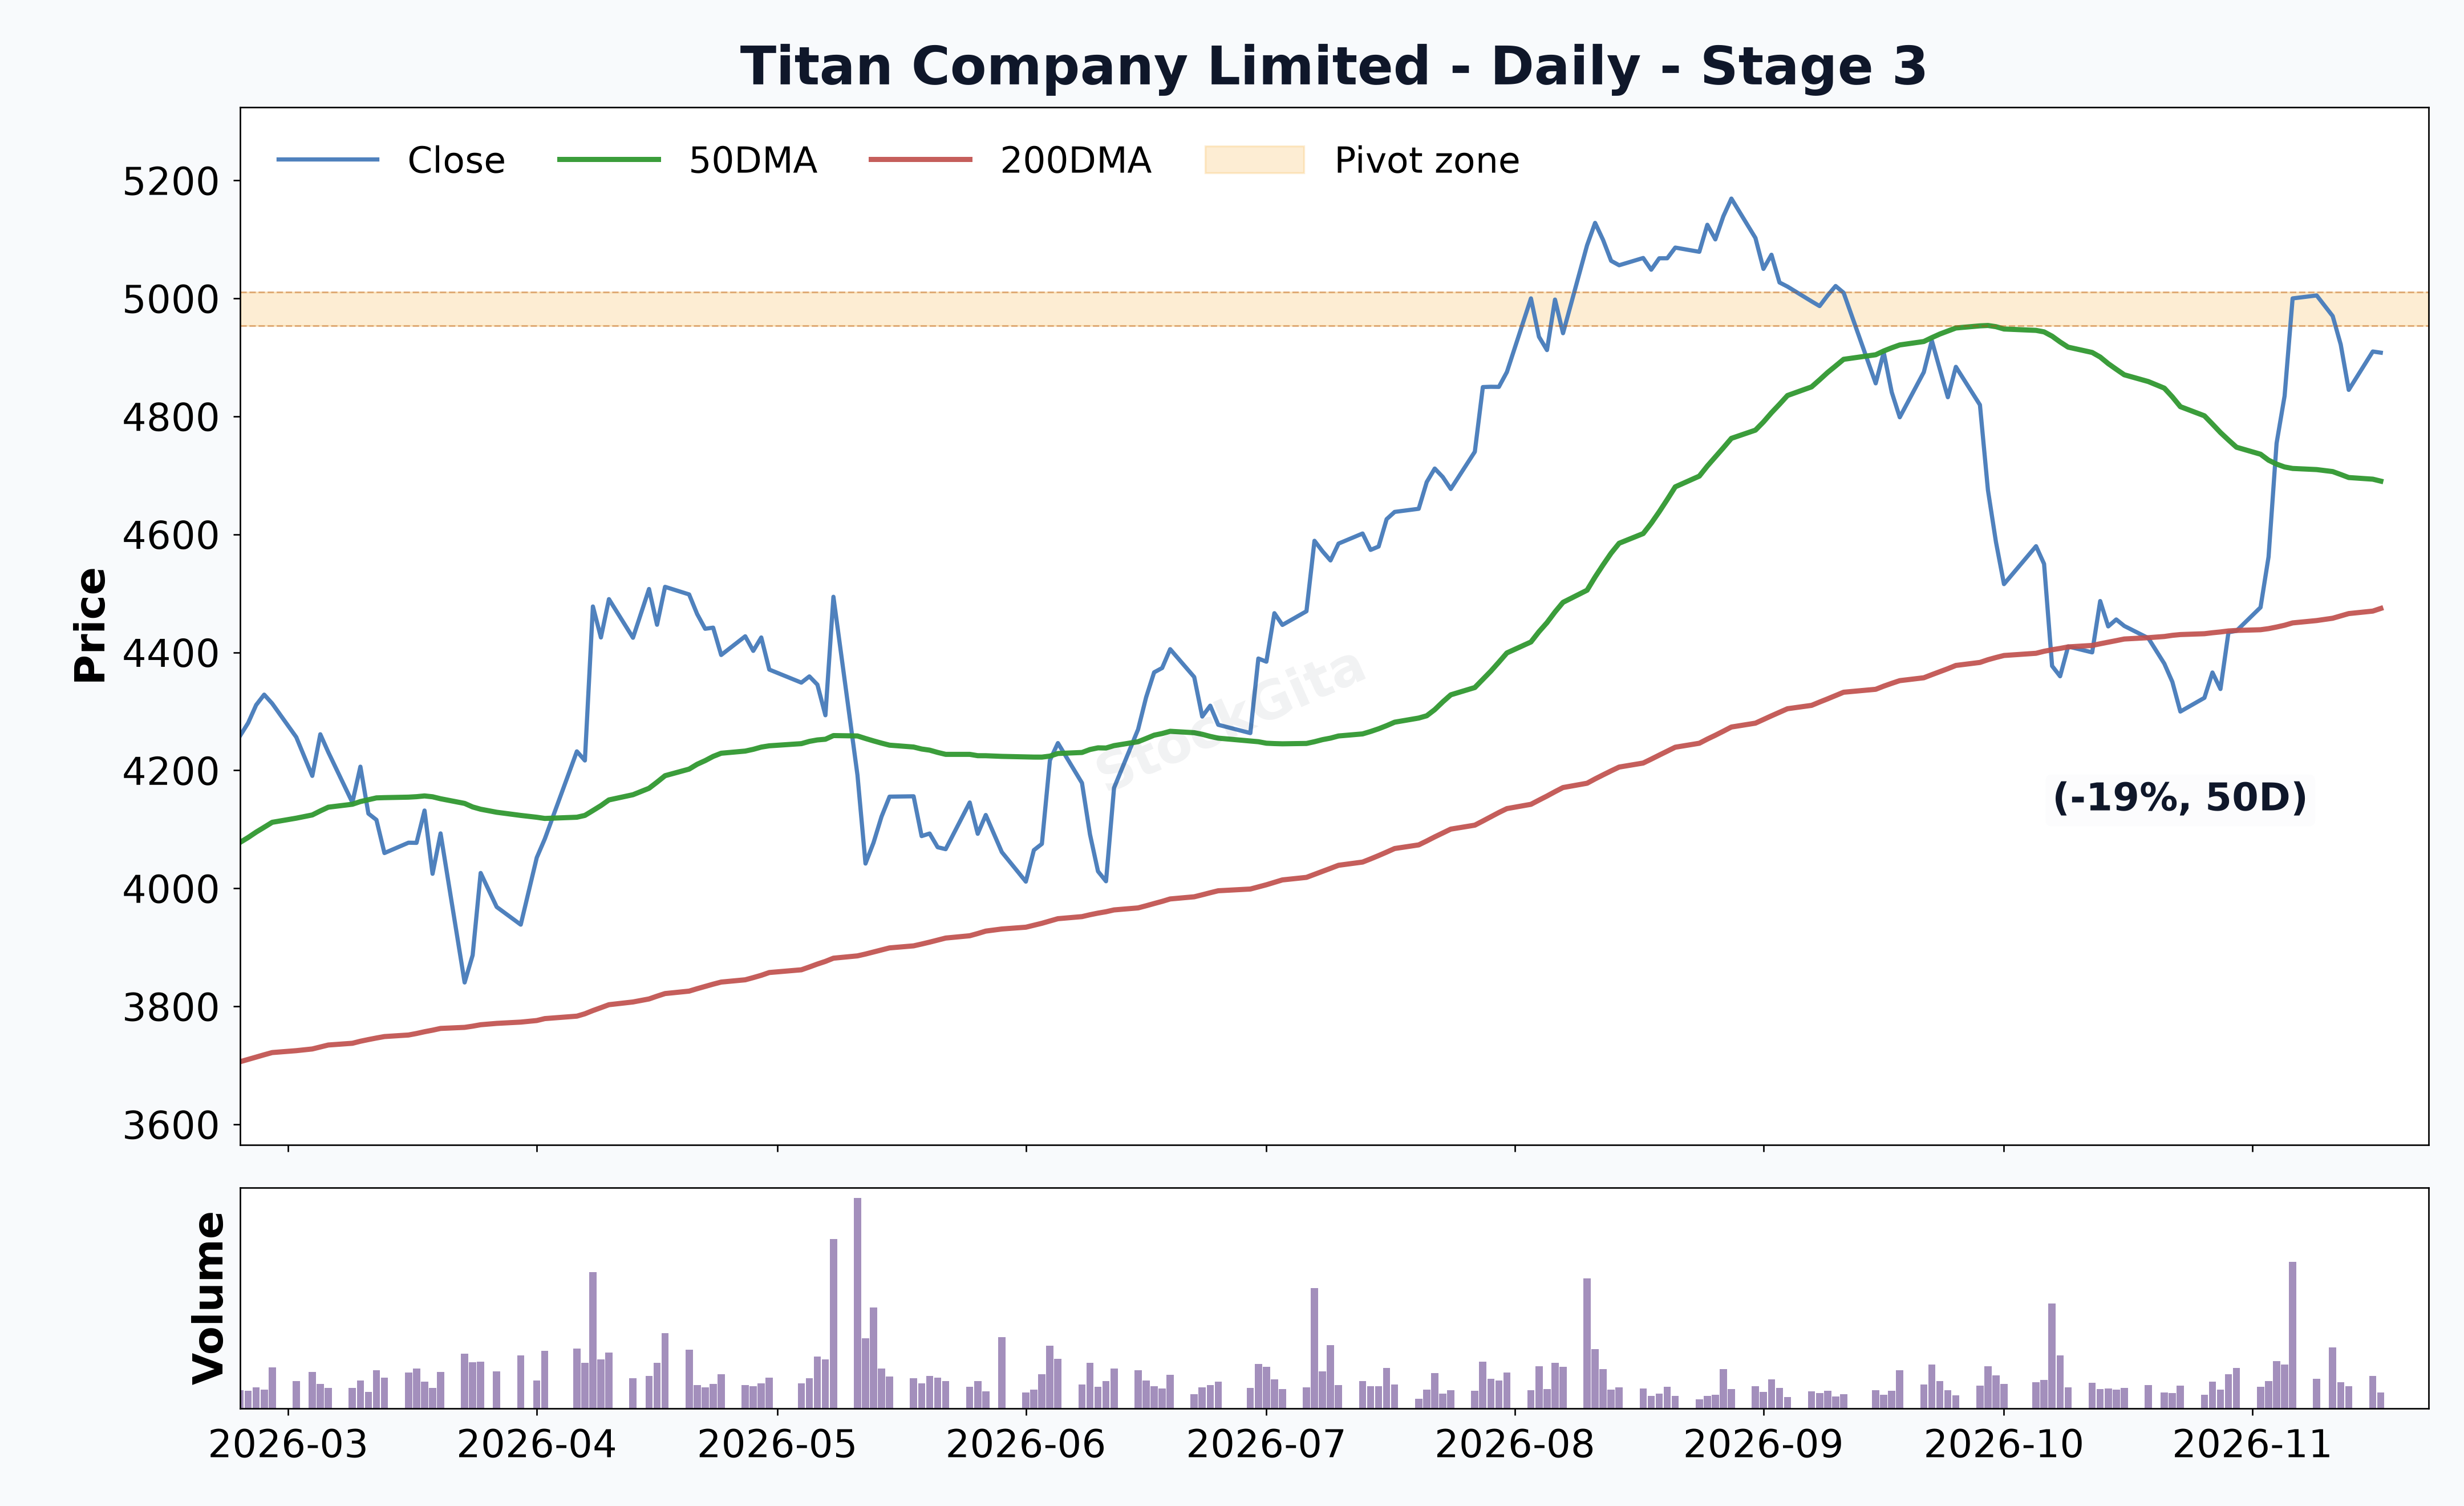 Titan Company Limited - Daily - Stage 3
Close 50DMA 200DMA Pivot zone
5200
5000
4800
4600
4400
4200
4000
3800
3600
Price
StockGita
(-19%, 50D)
Volume
2026-03 2026-04 2026-05 2026-06 2026-07 2026-08 2026-09 2026-10 2026-11